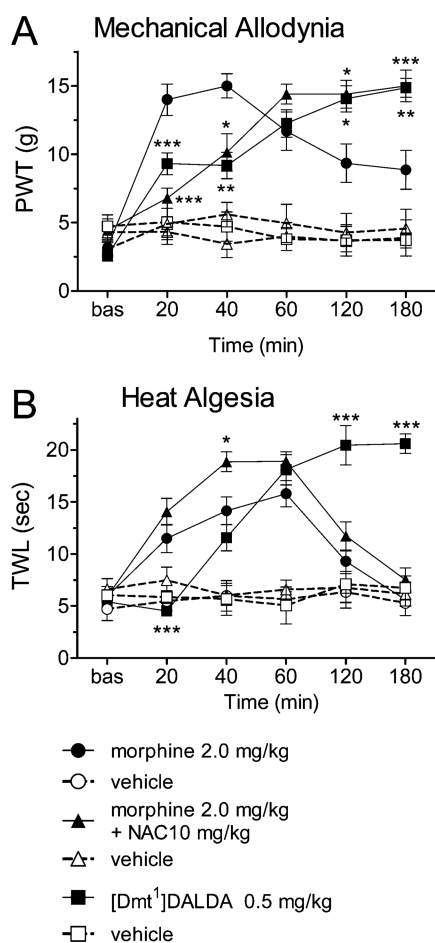 A Mechanical Allodynia
15
10
5
0
PWT (g)
***
*
**
***
*
*
***
**
bas 20 40 60 120 180
Time (min)
B Heat Algesia
20
15
10
5
0
TWL (sec)
*
***
***
***
bas 20 40 60 120 180
Time (min)
morphine 2.0 mg/kg
vehicle
morphine 2.0 mg/kg
+ NAC10 mg/kg
vehicle
[Dmt¹]DALDA 0.5 mg/kg
vehicle